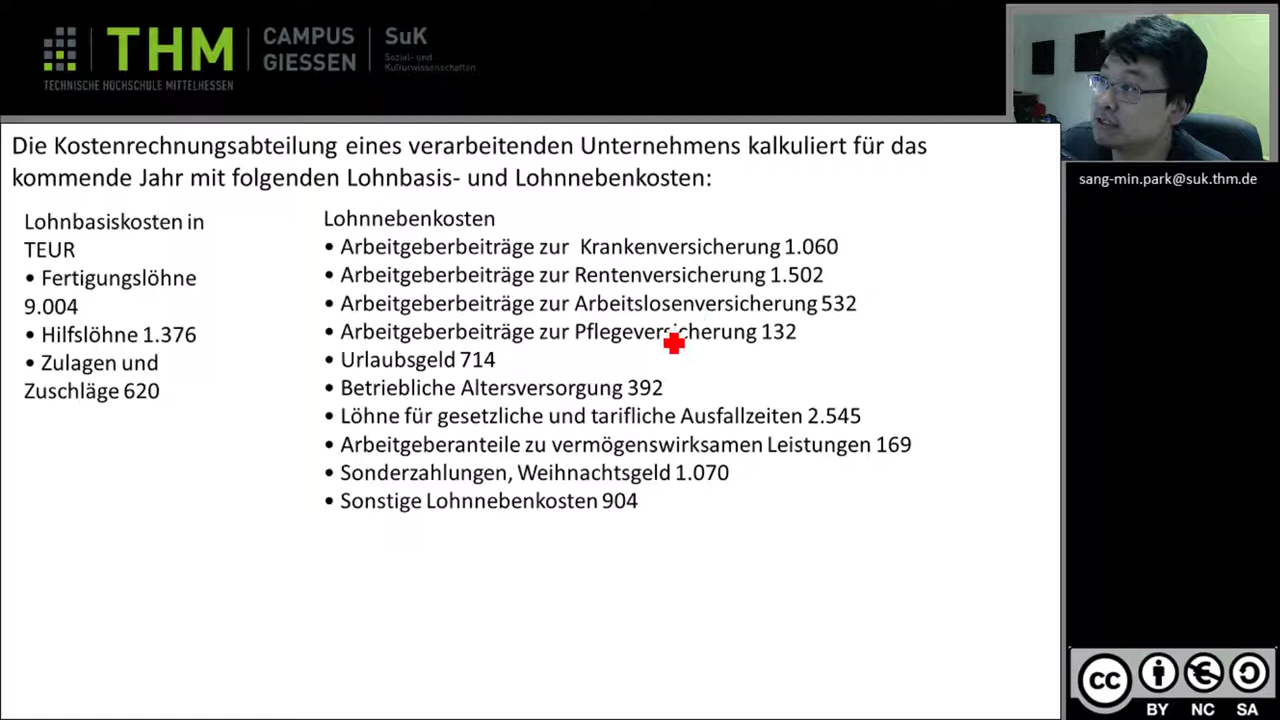 THM
CAMPUS
GIESSEN
SuK
Sozial- und
Kulturwissenschaften
TECHNISCHE HOCHSCHULE MITTELHESSEN
Die Kostenrechnungsabteilung eines verarbeitenden Unternehmens kalkuliert für das
kommende Jahr mit folgenden Lohnbasis- und Lohnnebenkosten:
Lohnbasiskosten in
TEUR
• Fertigungslöhne
9.004
• Hilfslöhne 1.376
• Zulagen und
Zuschläge 620
Lohnnebenkosten
• Arbeitgeberbeiträge zur Krankenversicherung 1.060
• Arbeitgeberbeiträge zur Rentenversicherung 1.502
• Arbeitgeberbeiträge zur Arbeitslosenversicherung 532
• Arbeitgeberbeiträge zur Pflegeversicherung 132
• Urlaubsgeld 714
• Betriebliche Altersversorgung 392
• Löhne für gesetzliche und tarifliche Ausfallzeiten 2.545
• Arbeitgeberanteile zu vermögenswirksamen Leistungen 169
• Sonderzahlungen, Weihnachtsgeld 1.070
• Sonstige Lohnnebenkosten 904
sang-min.park@suk.thm.de
cc
BY NC SA